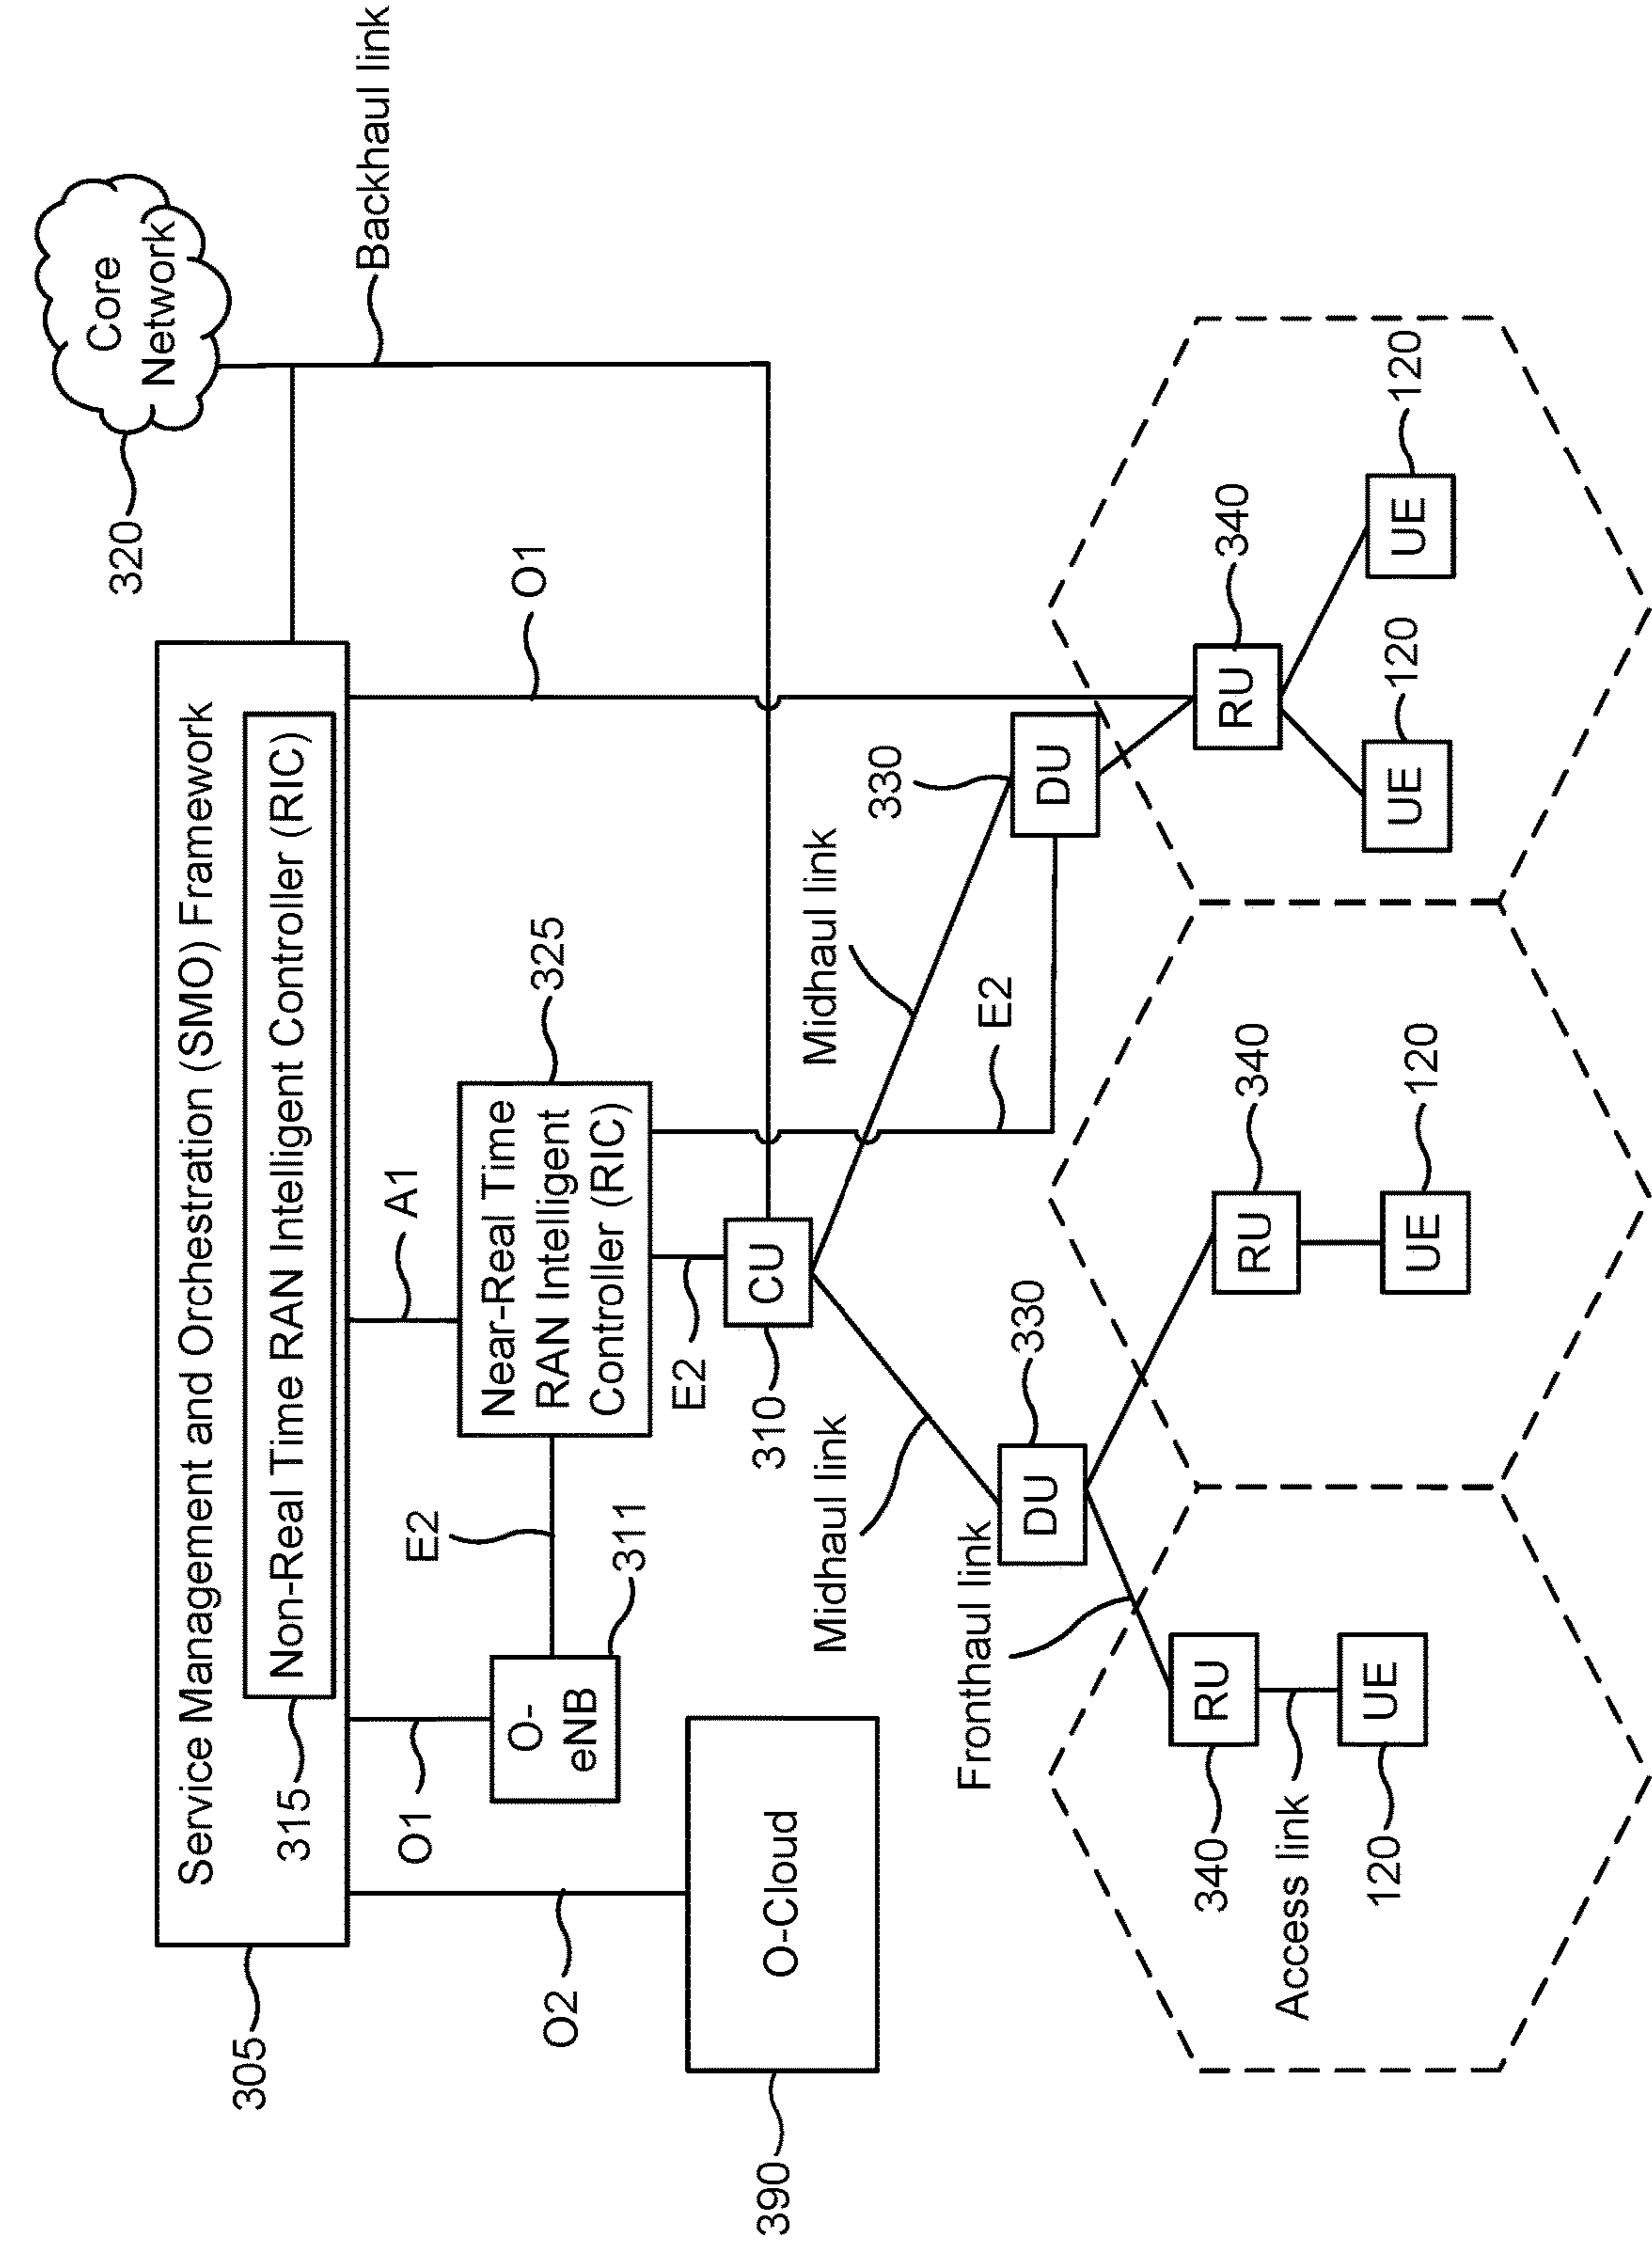 320
Core
Network
Backhaul link
305
Service Management and Orchestration (SMO) Framework
315
Non-Real Time RAN Intelligent Controller (RIC)
O2
O1
A1
O1
390
O-Cloud
O-
eNB
311
E2
Near-Real Time
RAN Intelligent
Controller (RIC)
325
E2
310
CU
Midhaul link
Midhaul link
E2
330
DU
330
DU
Fronthaul link
340
RU
Access link
120
UE
340
RU
120
UE
340
RU
120
UE
120
UE